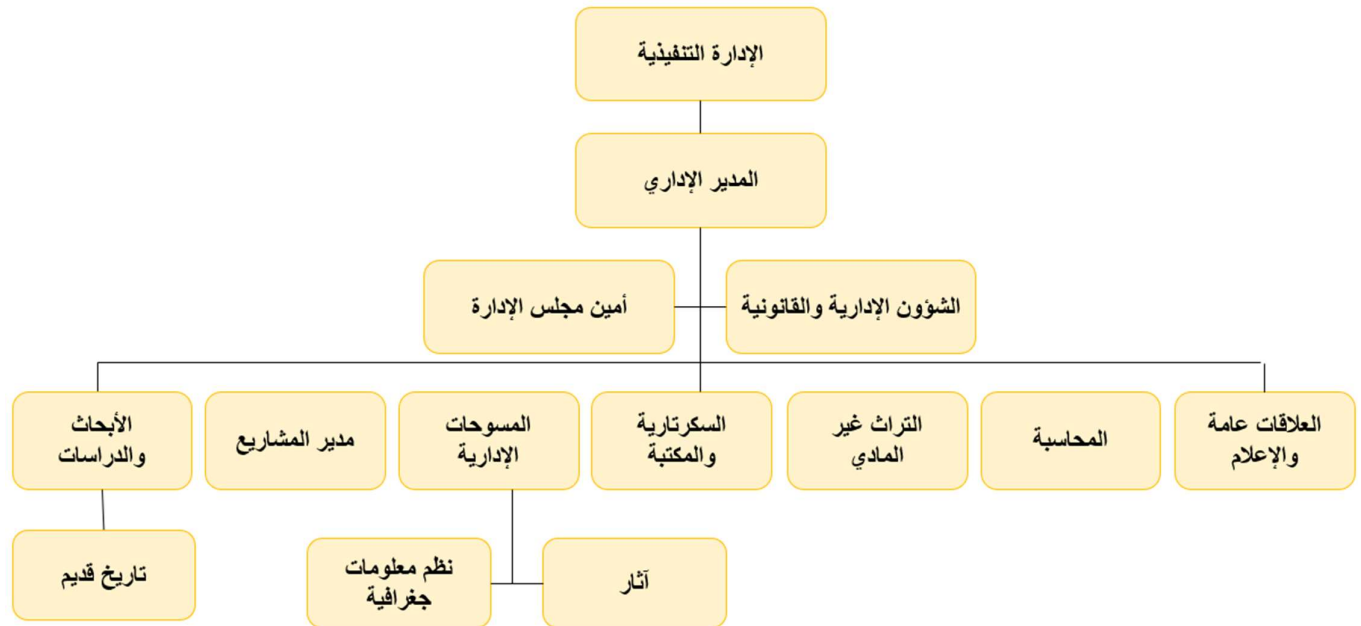 الإدارة التنفيذية
المدير الإداري
الشؤون الإدارية والقانونية
أمين مجلس الإدارة
العلاقات عامة
والإعلام
المحاسبة
التراث غير
المادي
السكرتارية
والمكتبة
المسوحات
الإدارية
مدير المشاريع
الأبحاث
والدراسات
آثار
نظم معلومات
جغرافية
تاريخ قديم